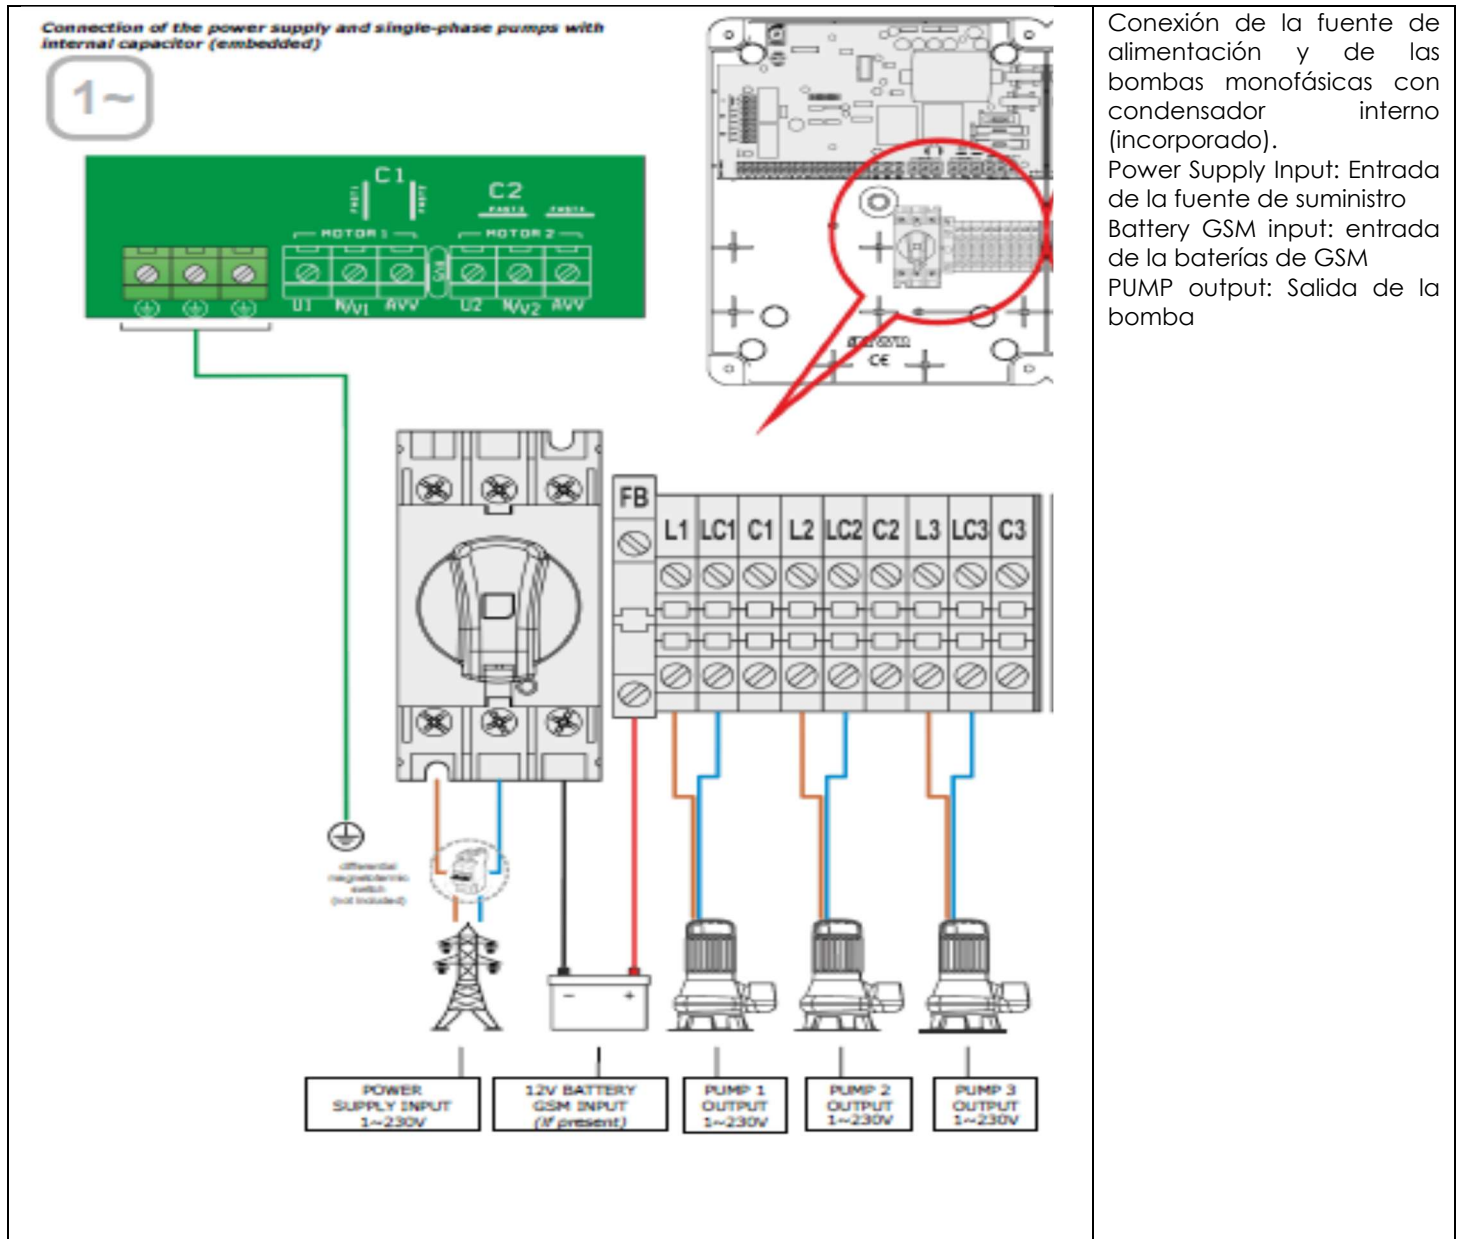 Connection of the power supply and single-phase pumps with
internal capacitor (embedded)
1~
C1
C2
MOTOR 1
MOTOR 2
U1 N/V1 AVV U2 N/V2 AVV
CE
FB
L1 LC1 C1 L2 LC2 C2 L3 LC3 C3
differential
magnetotermic
switch
(not included)
- +
POWER
SUPPLY INPUT
1~230V
12V BATTERY
GSM INPUT
(if present)
PUMP 1
OUTPUT
1~230V
PUMP 2
OUTPUT
1~230V
PUMP 3
OUTPUT
1~230V
Conexión de la fuente de
alimentación y de las
bombas monofásicas con
condensador interno
(incorporado).
Power Supply Input: Entrada
de la fuente de suministro
Battery GSM input: entrada
de la baterías de GSM
PUMP output: Salida de la
bomba